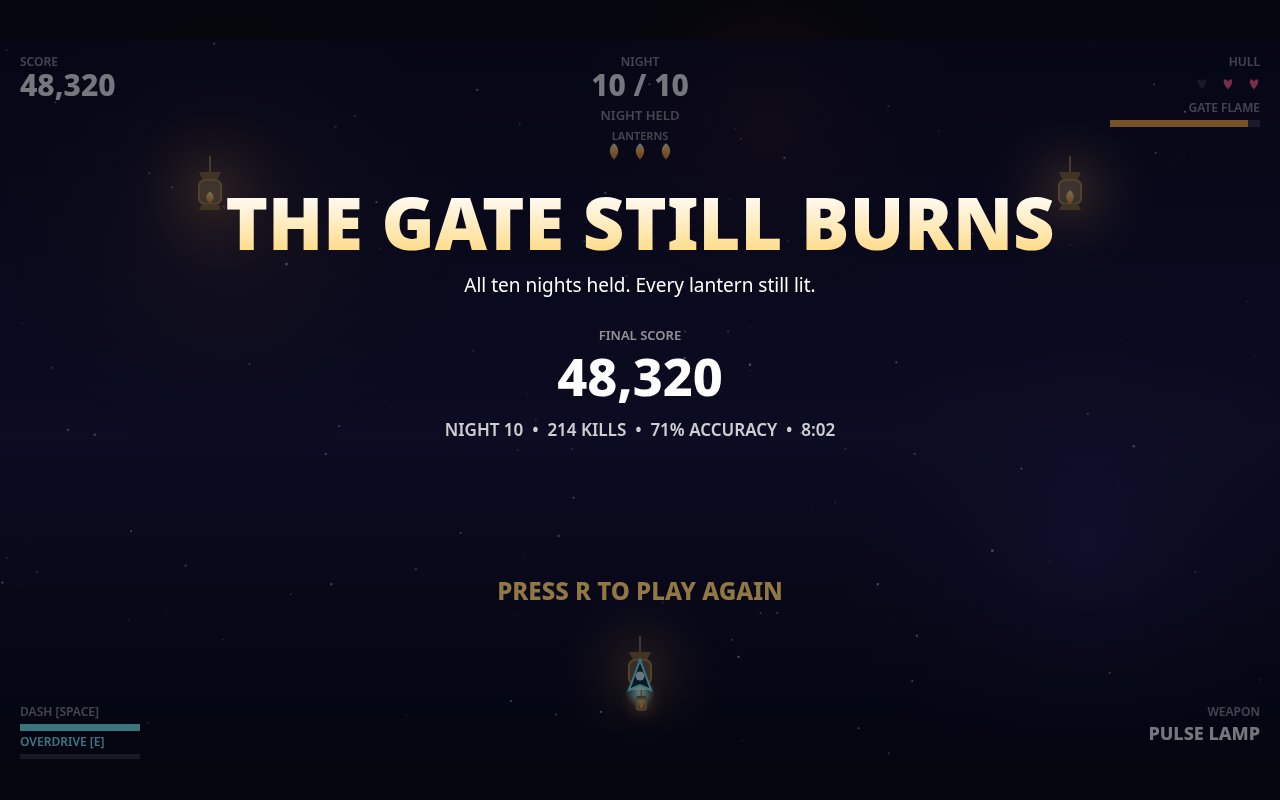 SCORE
48,320
NIGHT
10 / 10
NIGHT HELD
LANTERNS
HULL
GATE FLAME
THE GATE STILL BURNS
All ten nights held. Every lantern still lit.
FINAL SCORE
48,320
NIGHT 10 • 214 KILLS • 71% ACCURACY • 8:02
PRESS R TO PLAY AGAIN
DASH [SPACE]
OVERDRIVE [E]
WEAPON
PULSE LAMP